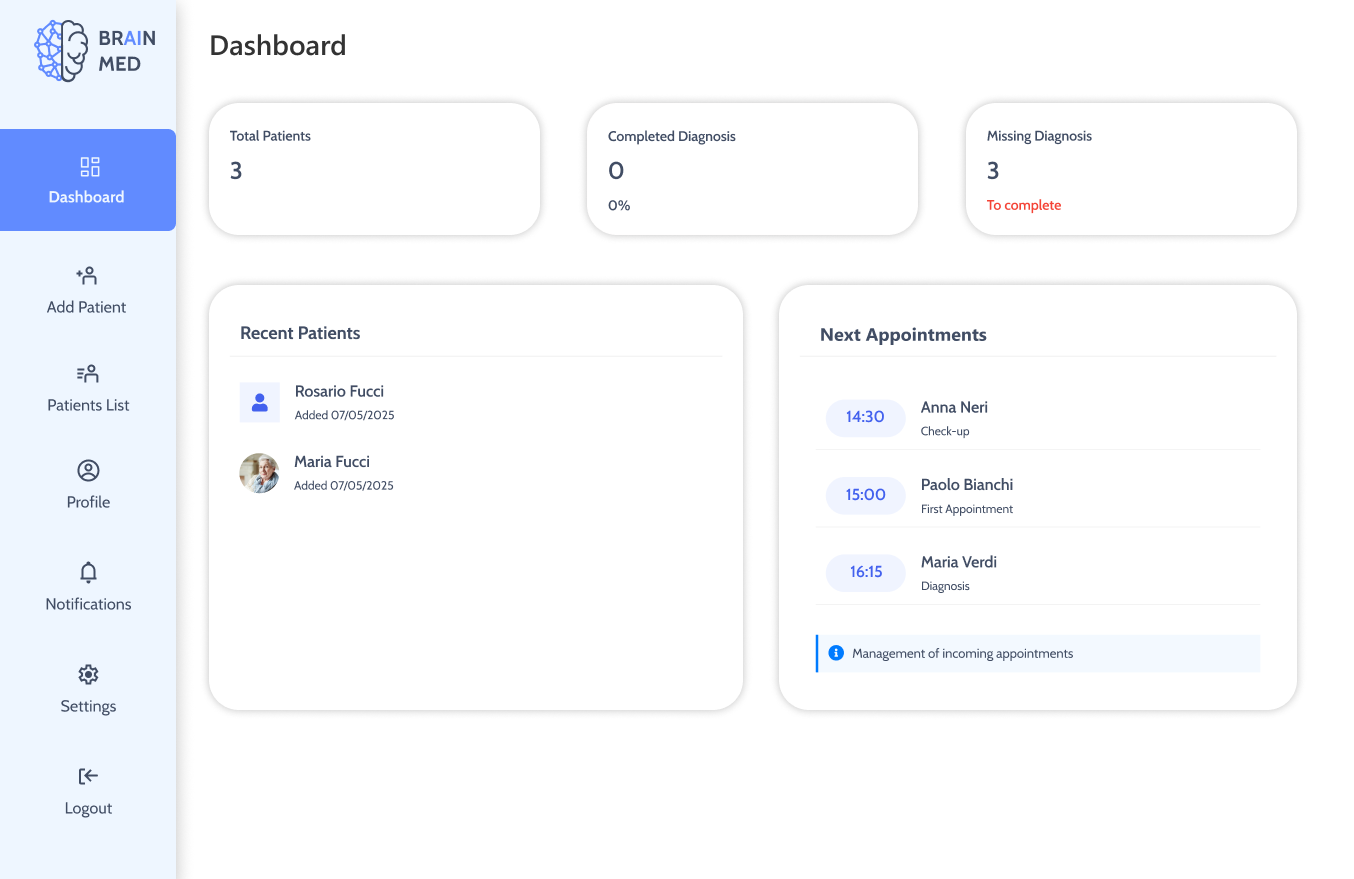 BRAIN
MED
Dashboard
Add Patient
Patients List
Profile
Notifications
Settings
Logout
Dashboard
Total Patients
3
Completed Diagnosis
0
0%
Missing Diagnosis
3
To complete
Recent Patients
Rosario Fucci
Added 07/05/2025
Maria Fucci
Added 07/05/2025
Next Appointments
14:30
Anna Neri
Check-up
15:00
Paolo Bianchi
First Appointment
16:15
Maria Verdi
Diagnosis
Management of incoming appointments